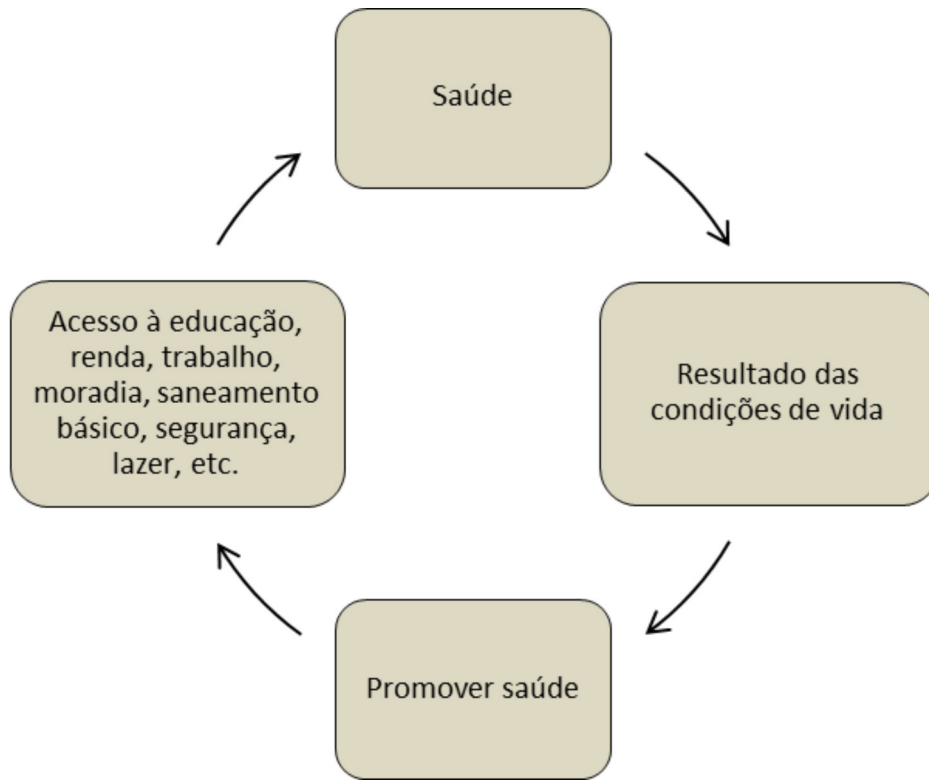 Saúde
Resultado das
condições de vida
Promover saúde
Acesso à educação,
renda, trabalho,
moradia, saneamento
básico, segurança,
lazer, etc.